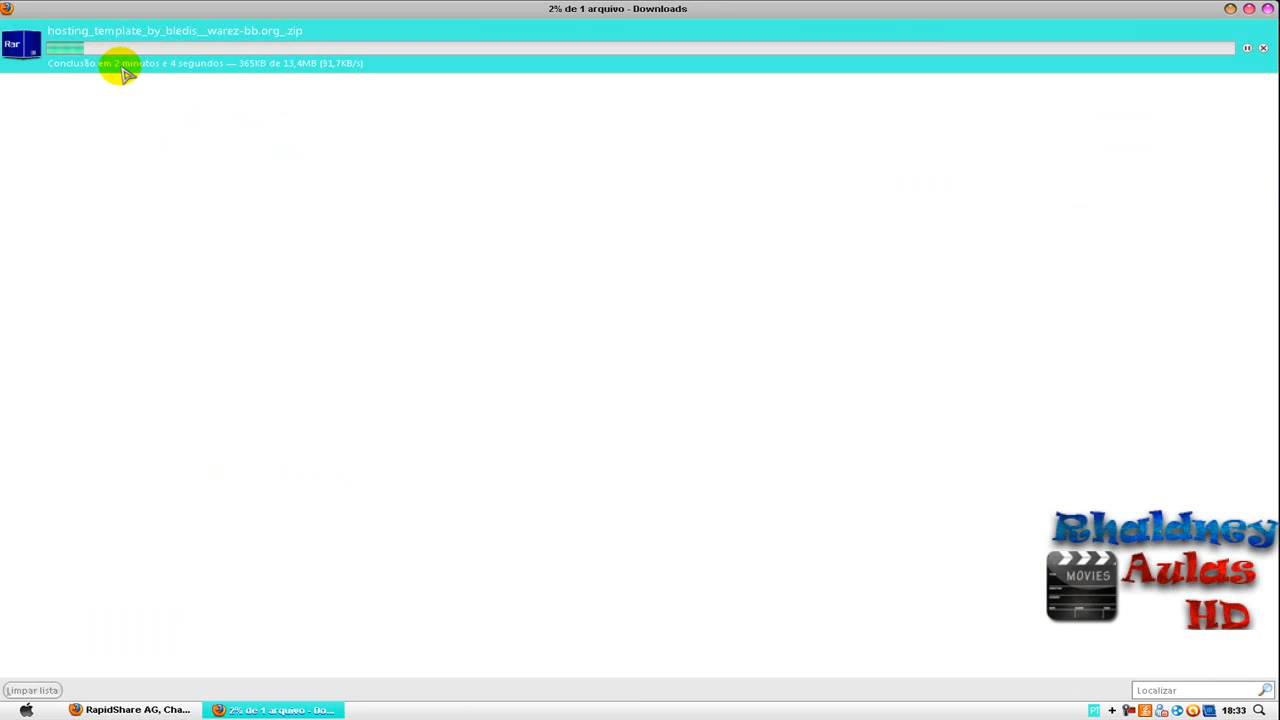 2% de 1 arquivo - Downloads
hosting_template_by_bledis__warez-bb.org_.zip
Rar
Conclusão em 2 minutos e 4 segundos — 365KB de 13,4MB (91,7KB/s)
Rhaldney
MOVIES
Aulas
HD
Limpar lista
Localizar
RapidShare AG, Cha...
2% de 1 arquivo - Do...
PT
18:33